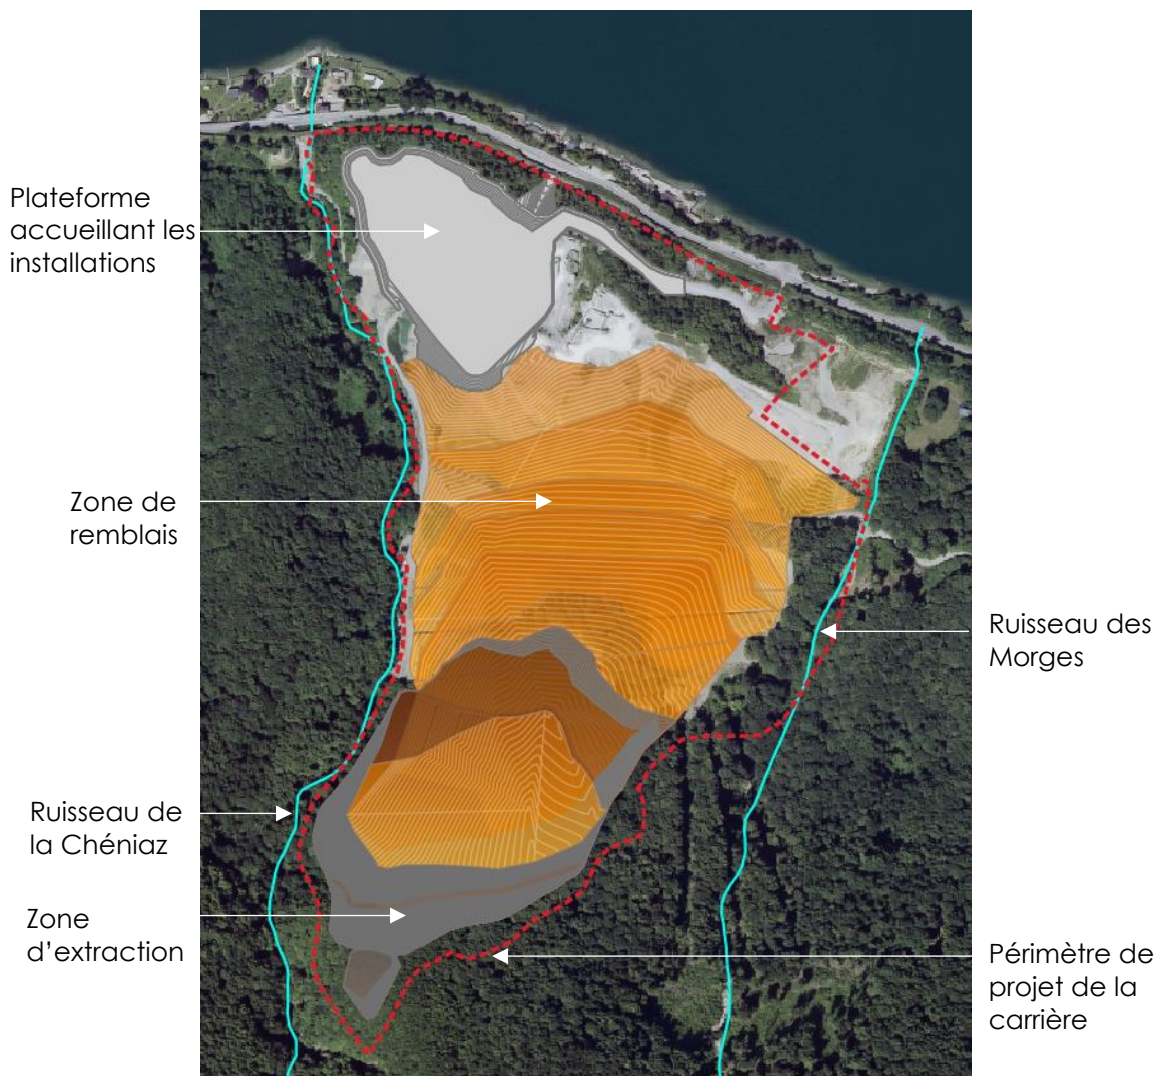 Plateforme
accueillant les
installations
Zone de
remblais
Ruisseau des
Morges
Ruisseau de
la Chéniaz
Zone
d’extraction
Périmètre de
projet de la
carrière